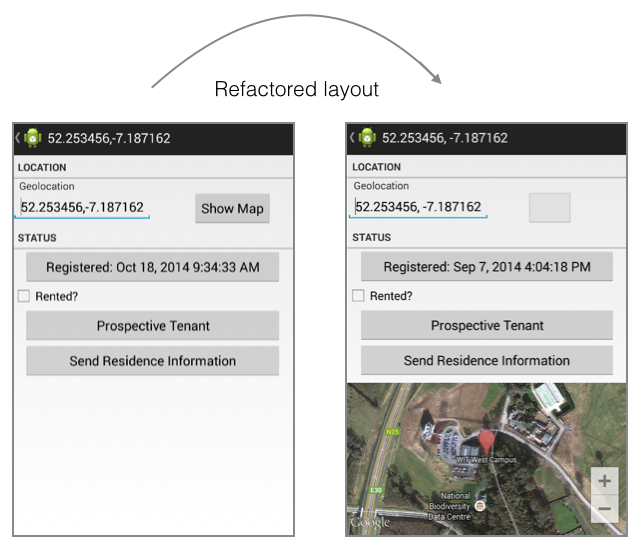 Refactored layout
52.253456,-7.187162
LOCATION
Geolocation
52.253456,-7.187162
Show Map
STATUS
Registered: Oct 18, 2014 9:34:33 AM
Rented?
Prospective Tenant
Send Residence Information
52.253456, -7.187162
LOCATION
Geolocation
52.253456, -7.187162
STATUS
Registered: Sep 7, 2014 4:04:18 PM
Rented?
Prospective Tenant
Send Residence Information
N25
WIT West Campus
E30
National
Biodiversity
Data Centre
Google
+
−